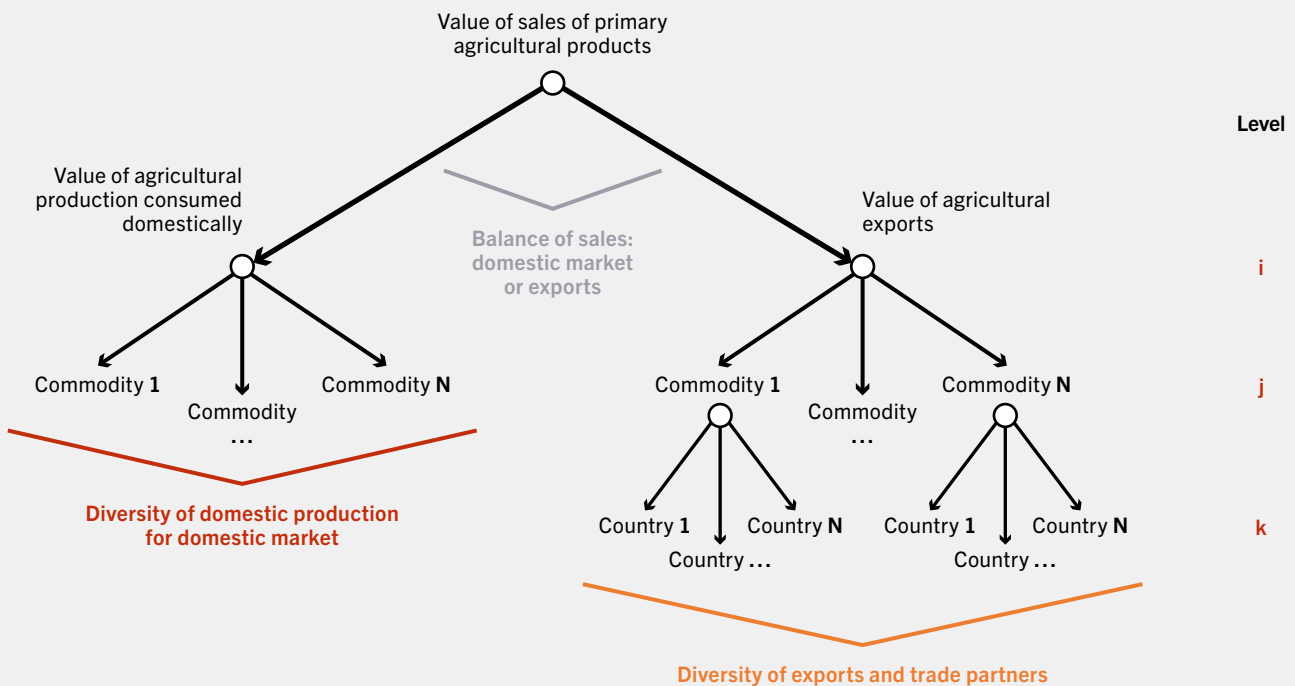 Value of sales of primary
agricultural products
Level
Value of agricultural
production consumed
domestically
Value of agricultural
exports
Balance of sales:
domestic market
or exports
i
Commodity 1
Commodity
...
Commodity N
Commodity 1
Commodity
...
Commodity N
j
Diversity of domestic production
for domestic market
Country 1
Country ...
Country N
Country 1
Country ...
Country N
k
Diversity of exports and trade partners